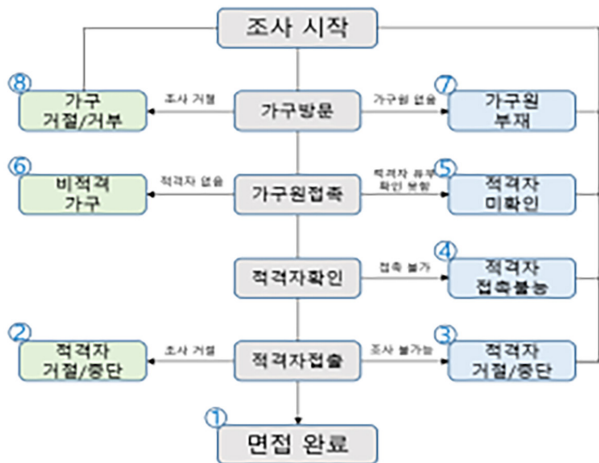 조사 시작
⑧
가구
거절/거부
조사 거절
가구방문
가구원 없음
⑦
가구원
부재
⑥
비적격
가구
적격자 없음
가구원접촉
적격자 유무
확인 못함
⑤
적격자
미확인
적격자확인
접촉 불가
④
적격자
접촉불능
②
적격자
거절/중단
조사 거절
적격자접촐
조사 불가능
③
적격자
거절/중단
①
면접 완료